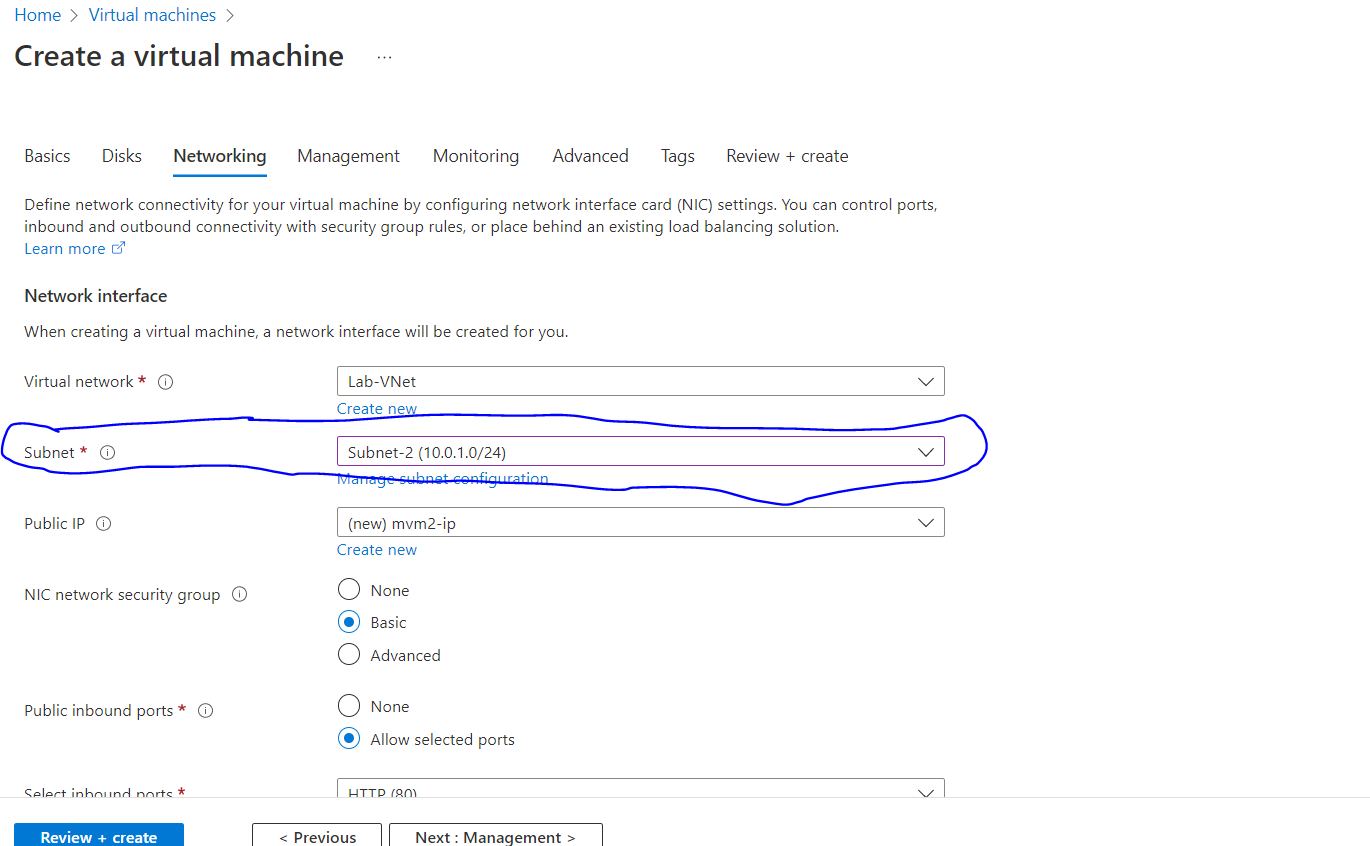 Home > Virtual machines >
Create a virtual machine ...
Basics Disks Networking Management Monitoring Advanced Tags Review + create
Define network connectivity for your virtual machine by configuring network interface card (NIC) settings. You can control ports,
inbound and outbound connectivity with security group rules, or place behind an existing load balancing solution.
Learn more
Network interface
When creating a virtual machine, a network interface will be created for you.
Virtual network * Lab-VNet
Create new
Subnet * Subnet-2 (10.0.1.0/24)
Manage subnet configuration
Public IP (new) mvm2-ip
Create new
NIC network security group None
Basic
Advanced
Public inbound ports * None
Allow selected ports
Select inbound ports * HTTP (80)
Review + create < Previous Next : Management >